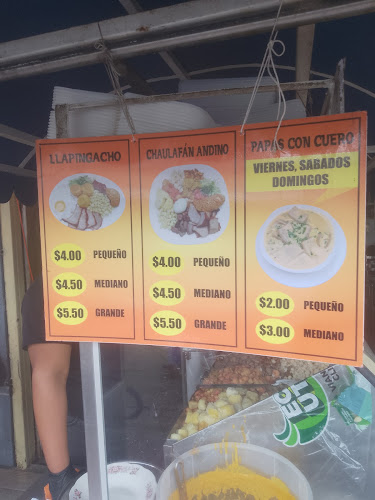 LLAPINGACHO
$4.00 PEQUEÑO
$4.50 MEDIANO
$5.50 GRANDE
CHAULAFÁN ANDINO
$4.00 PEQUEÑO
$4.50 MEDIANO
$5.50 GRANDE
PAPAS CON CUERO
VIERNES, SABADOS
DOMINGOS
$2.00 PEQUEÑO
$3.00 MEDIANO